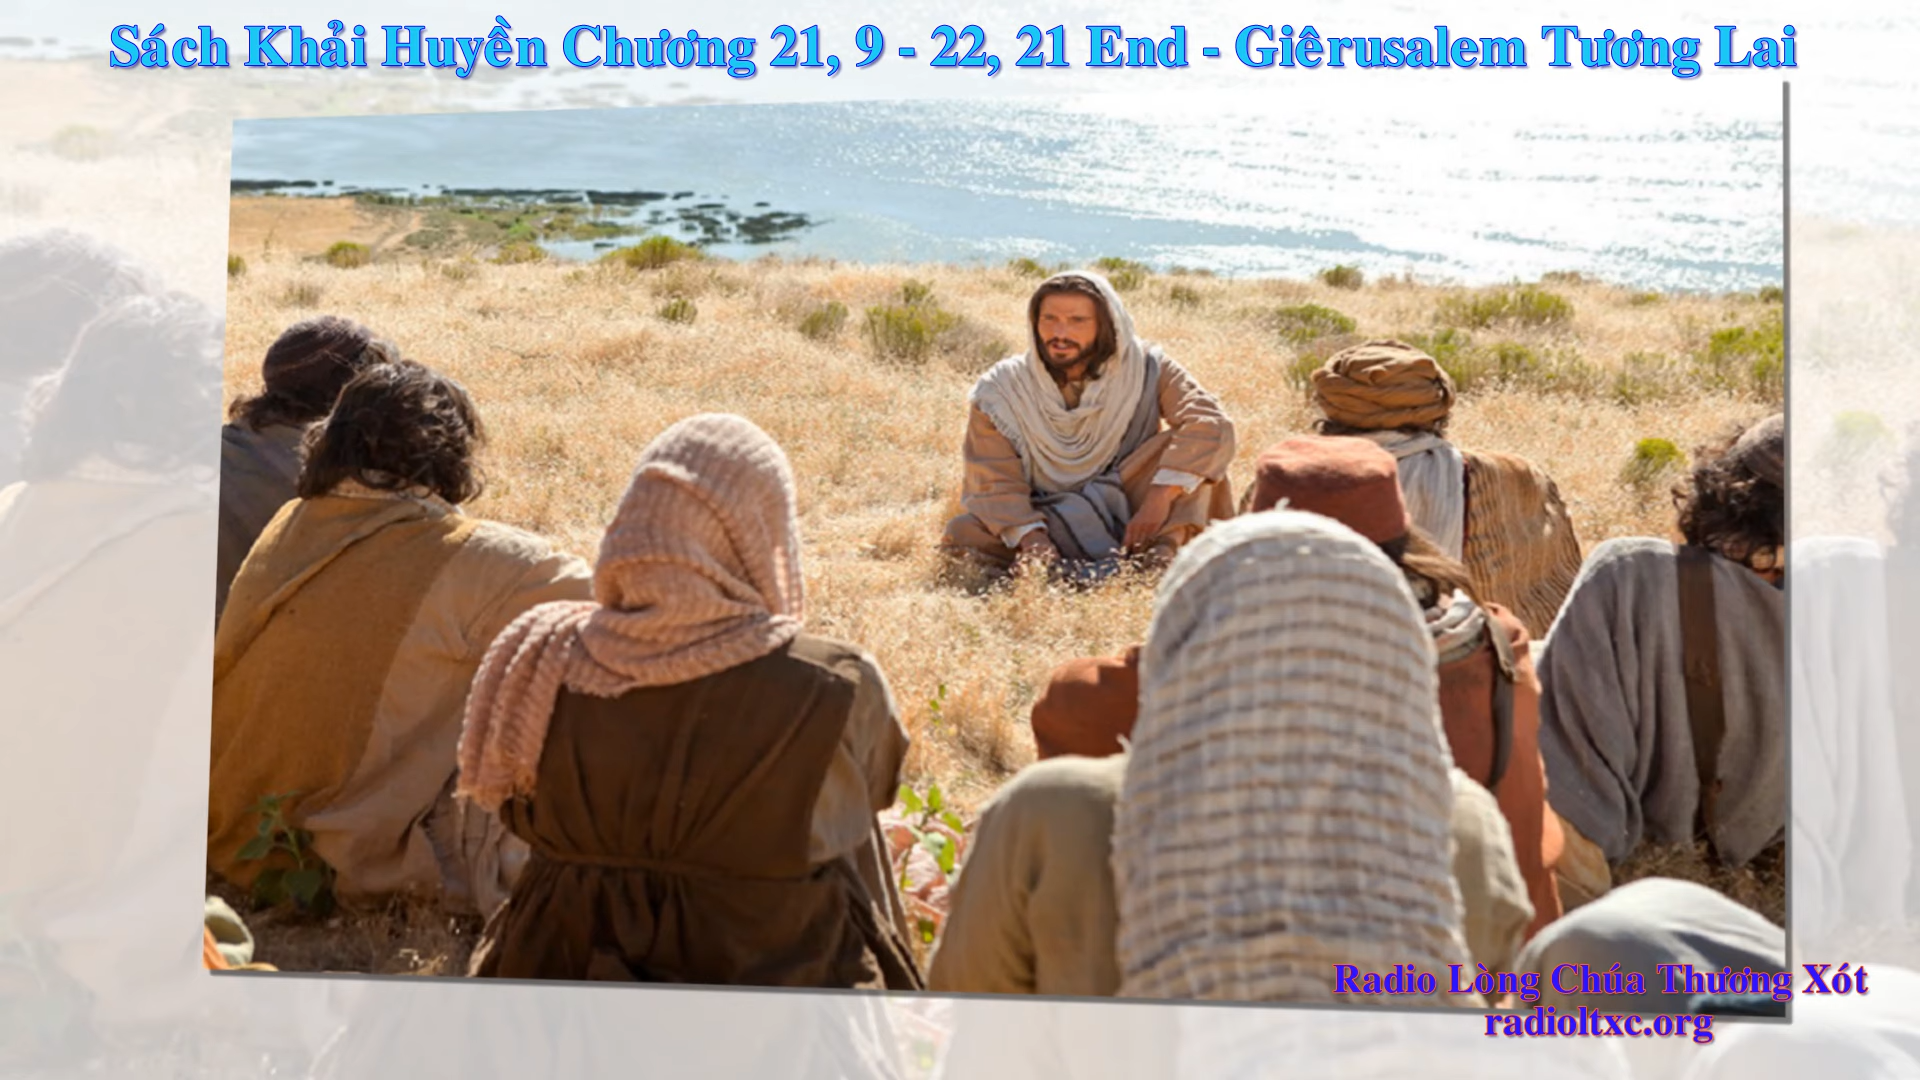 Sách Khải Huyền Chương 21, 9 - 22, 21 End - Giêrusalem Tương Lai
Radio Lòng Chúa Thương Xót
radioltxc.org